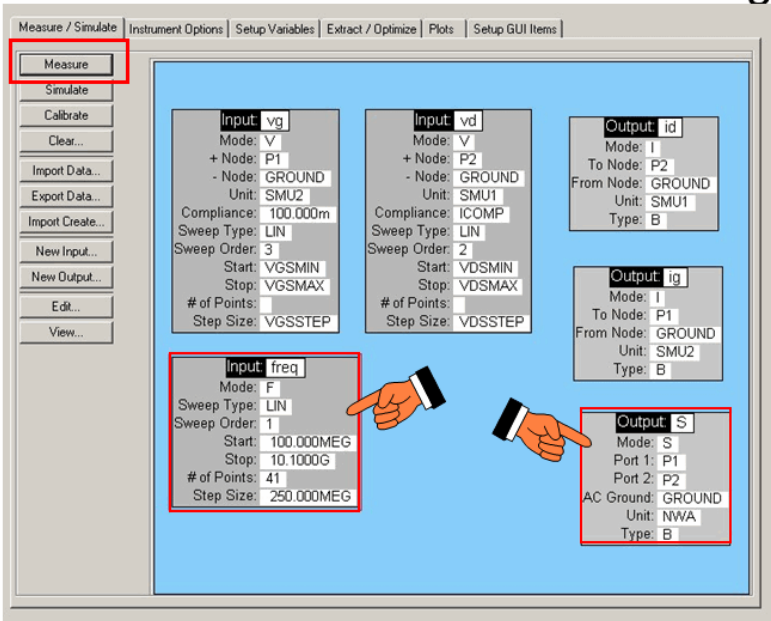 Measure / Simulate Instrument Options Setup Variables Extract / Optimize Plots Setup GUI Items
Measure
Simulate
Calibrate
Clear...
Import Data...
Export Data...
Import Create...
New Input...
New Output...
Edit...
View...
Input: vg
Mode: V
+ Node: P1
- Node: GROUND
Unit: SMU2
Compliance: 100.000m
Sweep Type: LIN
Sweep Order: 3
Start: VGSMIN
Stop: VGSMAX
# of Points:
Step Size: VGSSTEP
Input: vd
Mode: V
+ Node: P2
- Node: GROUND
Unit: SMU1
Compliance: ICOMP
Sweep Type: LIN
Sweep Order: 2
Start: VDSMIN
Stop: VDSMAX
# of Points:
Step Size: VDSSTEP
Output: id
Mode: I
To Node: P2
From Node: GROUND
Unit: SMU1
Type: B
Output: ig
Mode: I
To Node: P1
From Node: GROUND
Unit: SMU2
Type: B
Input: freq
Mode: F
Sweep Type: LIN
Sweep Order: 1
Start: 100.000MEG
Stop: 10.1000G
# of Points: 41
Step Size: 250.000MEG
Output: S
Mode: S
Port 1: P1
Port 2: P2
AC Ground: GROUND
Unit: NWA
Type: B